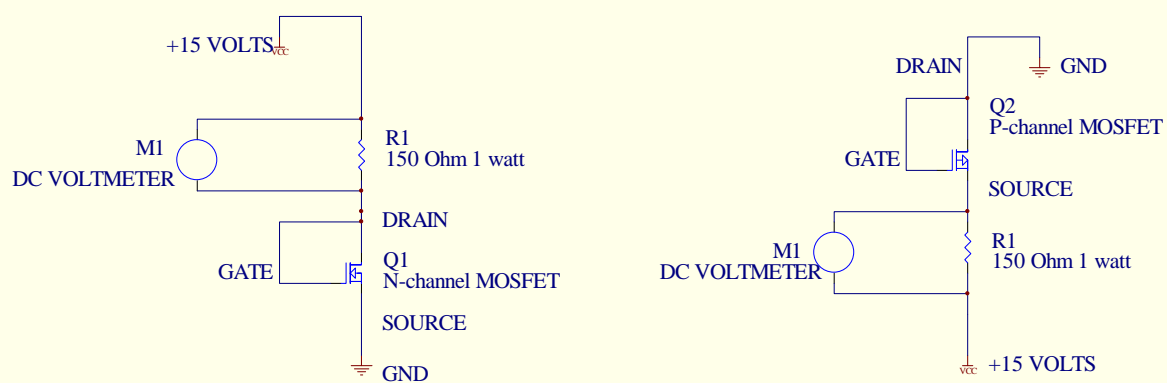 +15 VOLTS
VCC
M1
DC VOLTMETER
R1
150 Ohm 1 watt
DRAIN
GATE
Q1
N-channel MOSFET
SOURCE
GND
DRAIN
GND
Q2
P-channel MOSFET
GATE
SOURCE
M1
DC VOLTMETER
R1
150 Ohm 1 watt
VCC
+15 VOLTS